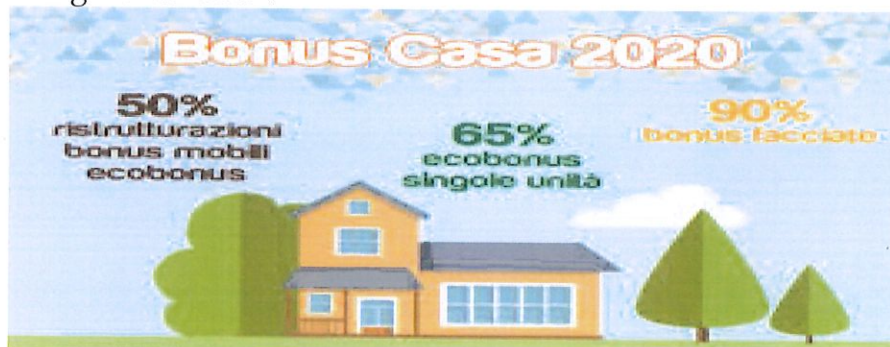 Bonus Casa 2020
50%
ristrutturazioni
bonus mobili
ecobonus
65%
ecobonus
singole unità
90%
bonus facciate